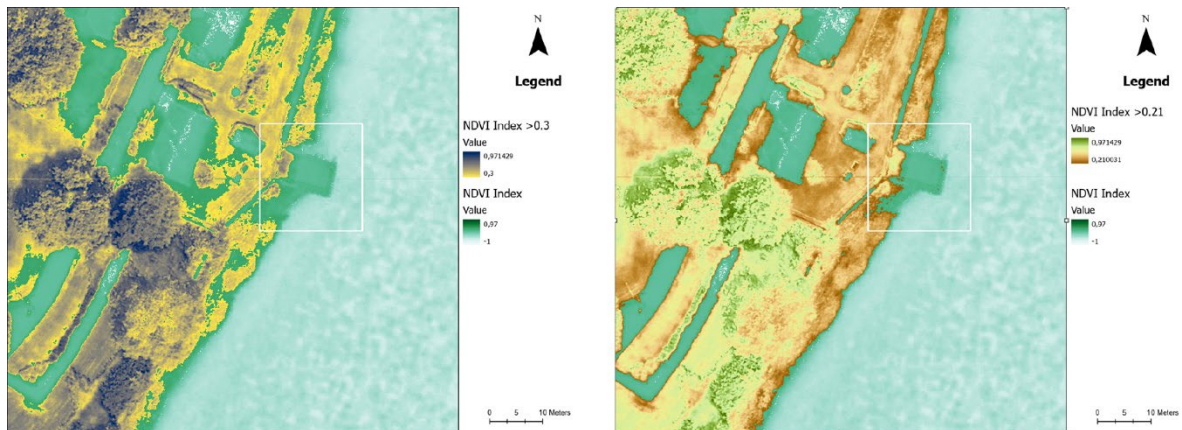 N
Legend
NDVI Index >0.3
Value
0,971429
0,3
NDVI Index
Value
0,97
-1
0 5 10 Meters
N
Legend
NDVI Index >0.21
Value
0,971429
0,210031
NDVI Index
Value
0,97
-1
0 5 10 Meters